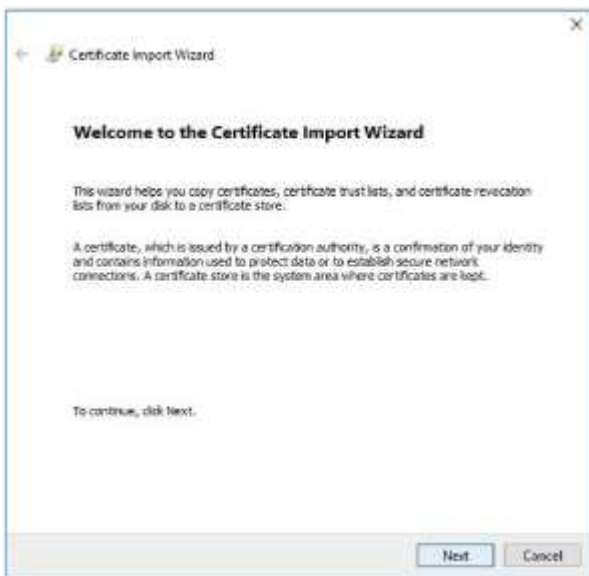 Certificate Import Wizard
Welcome to the Certificate Import Wizard
This wizard helps you copy certificates, certificate trust lists, and certificate revocation
lists from your disk to a certificate store.
A certificate, which is issued by a certification authority, is a confirmation of your identity
and contains information used to protect data or to establish secure network
connections. A certificate store is the system area where certificates are kept.
To continue, click Next.
Next Cancel